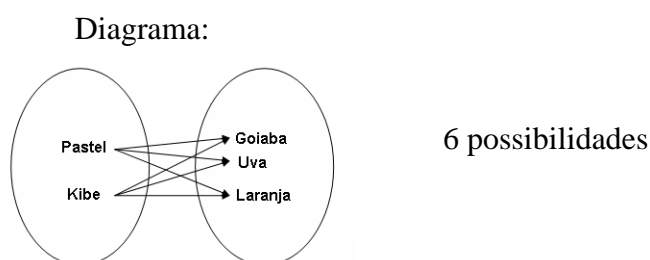 Diagrama:
Pastel
Kibe
Goiaba
Uva
Laranja
6 possibilidades